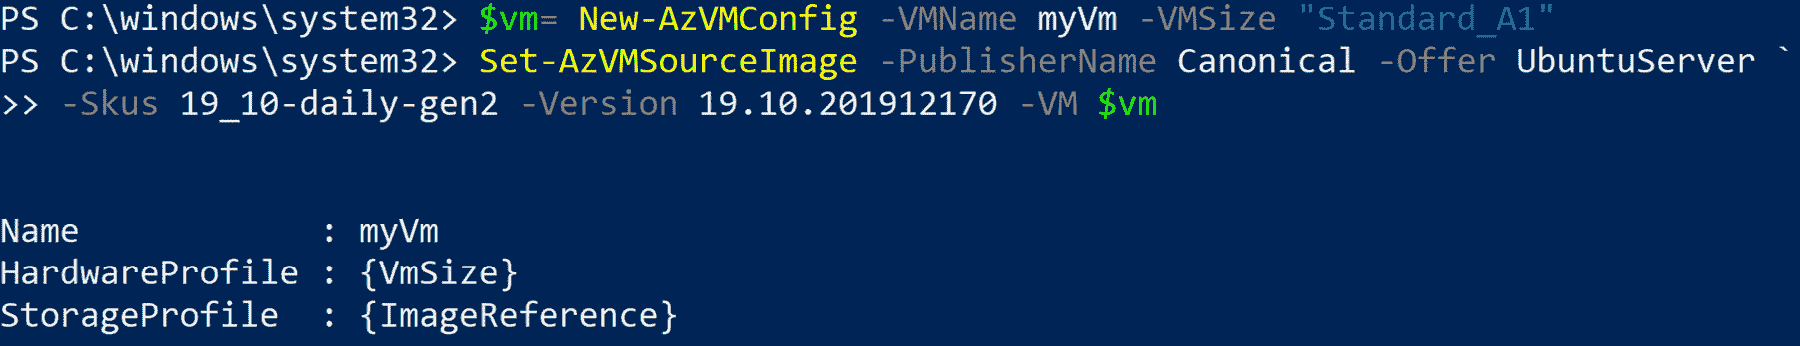 PS C:\windows\system32> $vm= New-AzVMConfig -VMName myVm -VMSize "Standard_A1"
PS C:\windows\system32> Set-AzVMSourceImage -PublisherName Canonical -Offer UbuntuServer `
>> -Skus 19_10-daily-gen2 -Version 19.10.201912170 -VM $vm
Name : myVm
HardwareProfile : {VmSize}
StorageProfile : {ImageReference}